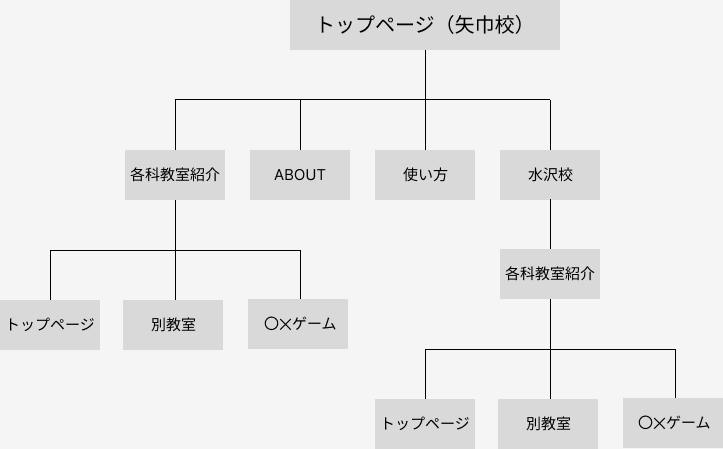 トップページ（矢巾校）
各科教室紹介
ABOUT
使い方
水沢校
各科教室紹介
トップページ
別教室
〇×ゲーム
トップページ
別教室
〇×ゲーム